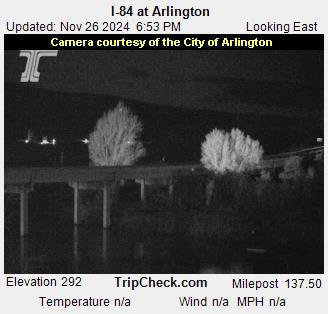 I-84 at Arlington
Updated: Nov 26 2024 6:53 PM Looking East
Camera courtesy of the City of Arlington
Elevation 292 TripCheck.com Milepost 137.50
Temperature n/a Wind n/a MPH n/a